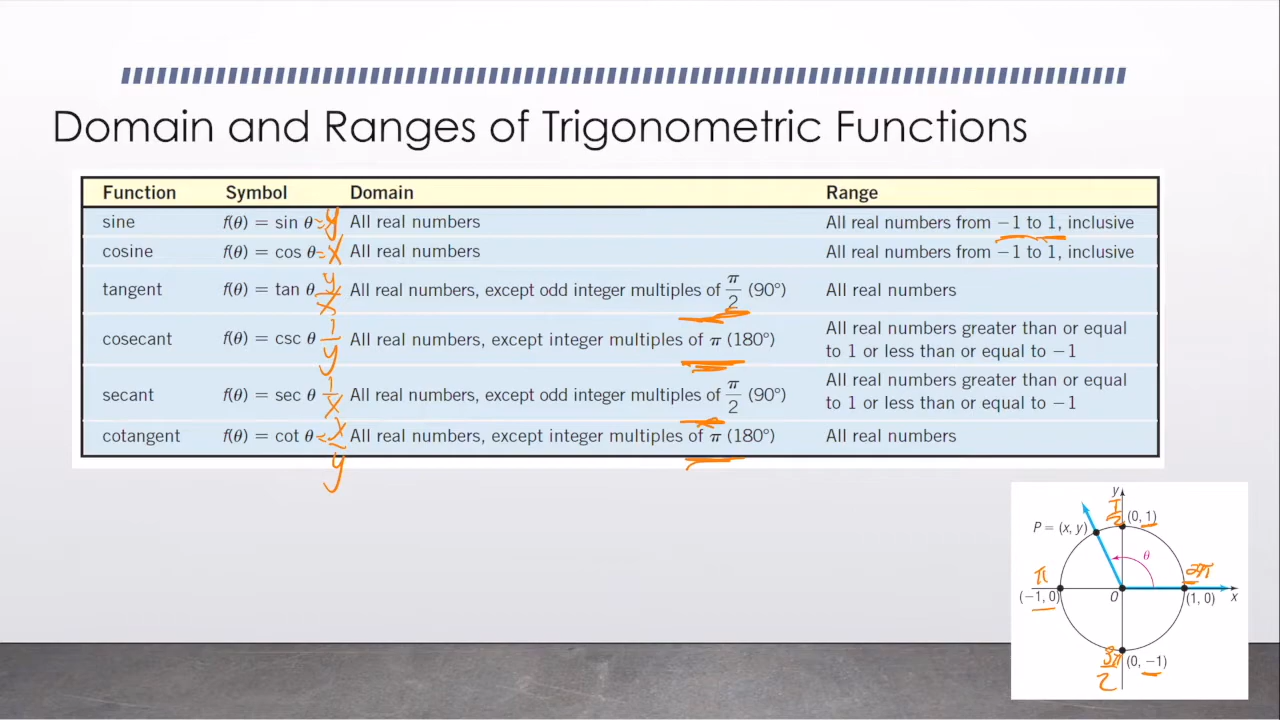 Domain and Ranges of Trigonometric Functions
Function Symbol Domain Range
sine f(θ) = sin θ = y All real numbers All real numbers from −1 to 1, inclusive
cosine f(θ) = cos θ = x All real numbers All real numbers from −1 to 1, inclusive
tangent f(θ) = tan θ y/x All real numbers, except odd integer multiples of π/2 (90°) All real numbers
cosecant f(θ) = csc θ 1/y All real numbers, except integer multiples of π (180°) All real numbers greater than or equal
to 1 or less than or equal to −1
secant f(θ) = sec θ 1/x All real numbers, except odd integer multiples of π/2 (90°) All real numbers greater than or equal
to 1 or less than or equal to −1
cotangent f(θ) = cot θ = x/y All real numbers, except integer multiples of π (180°) All real numbers
y
π/2 (0, 1)
P = (x, y)
θ
π 2π
(−1, 0) O (1, 0) x
3π/2 (0, −1)